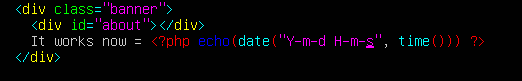 <div class="banner">
<div id="about"></div>
It works now = <?php echo(date("Y-m-d H-m-s", time())) ?>
</div>